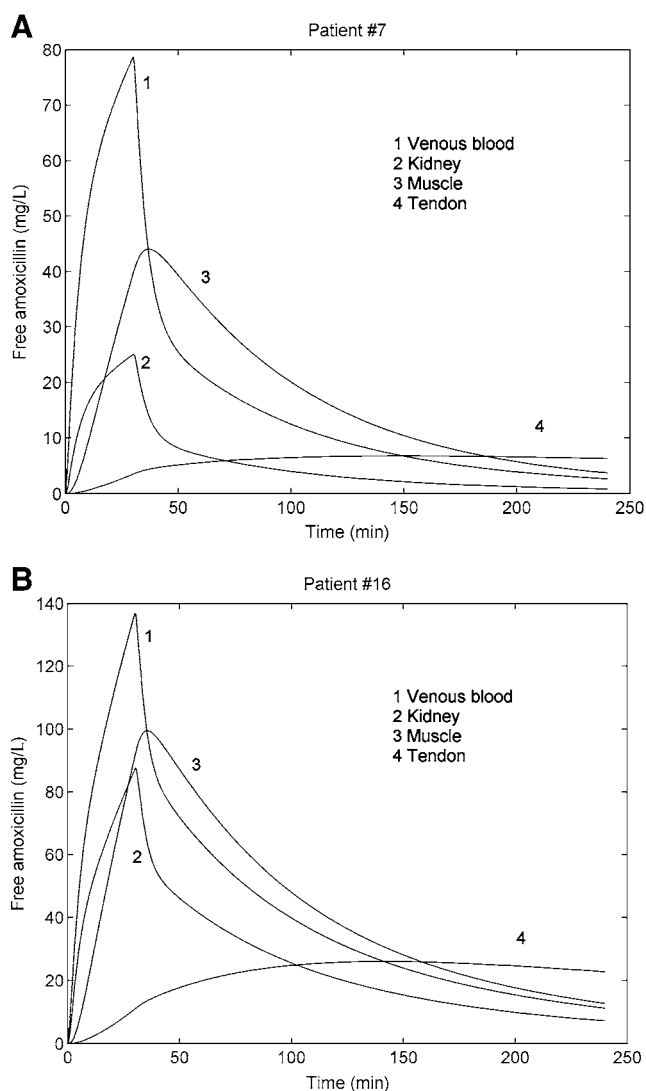 A
Patient #7
80
70
60
50
40
30
20
10
0
Free amoxicillin (mg/L)
1
2
3
4
1 Venous blood
2 Kidney
3 Muscle
4 Tendon
0 50 100 150 200 250
Time (min)
B
Patient #16
140
120
100
80
60
40
20
0
Free amoxicillin (mg/L)
1
2
3
4
1 Venous blood
2 Kidney
3 Muscle
4 Tendon
0 50 100 150 200 250
Time (min)